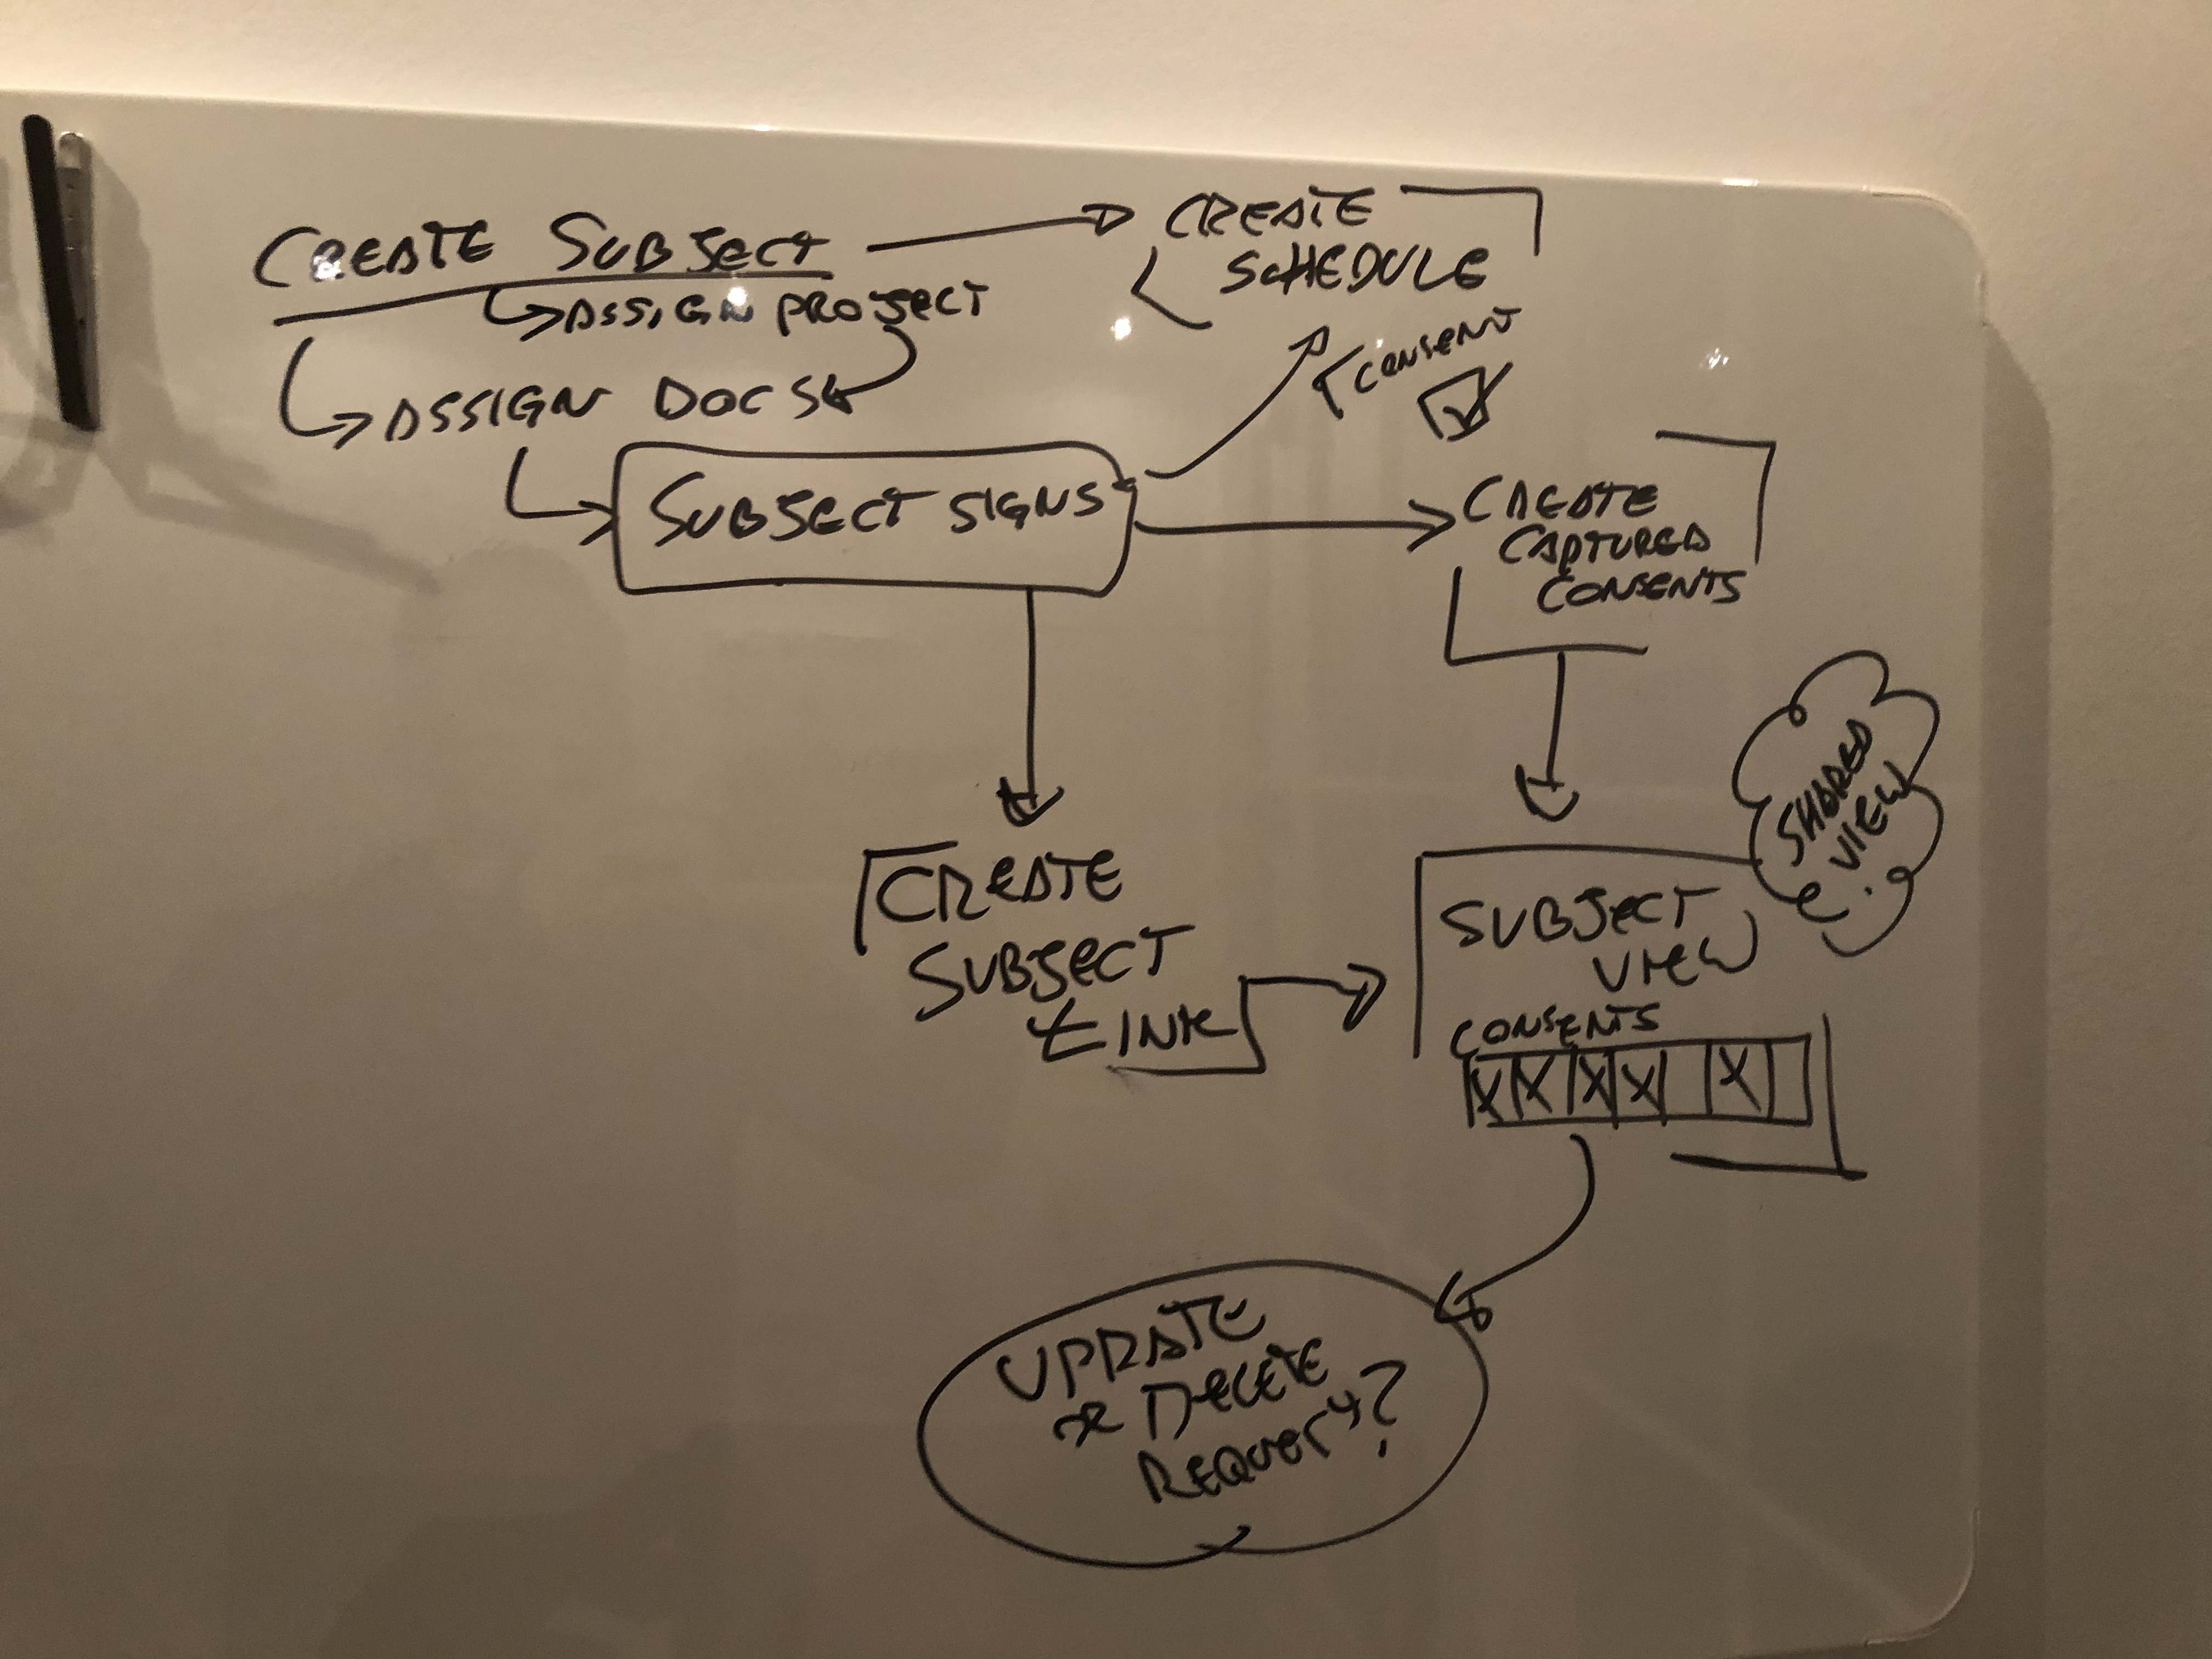 CREATE SUBJECT
ASSIGN PROJECT
ASSIGN DOCS
SUBJECT SIGNS
CREATE
SCHEDULE
CONSENT
CREATE
CAPTURED
CONSENTS
CREATE
SUBJECT
LINK
SHARED
VIEW
SUBJECT
VIEW
CONSENTS
X X X X X
UPDATE
OR DELETE
?